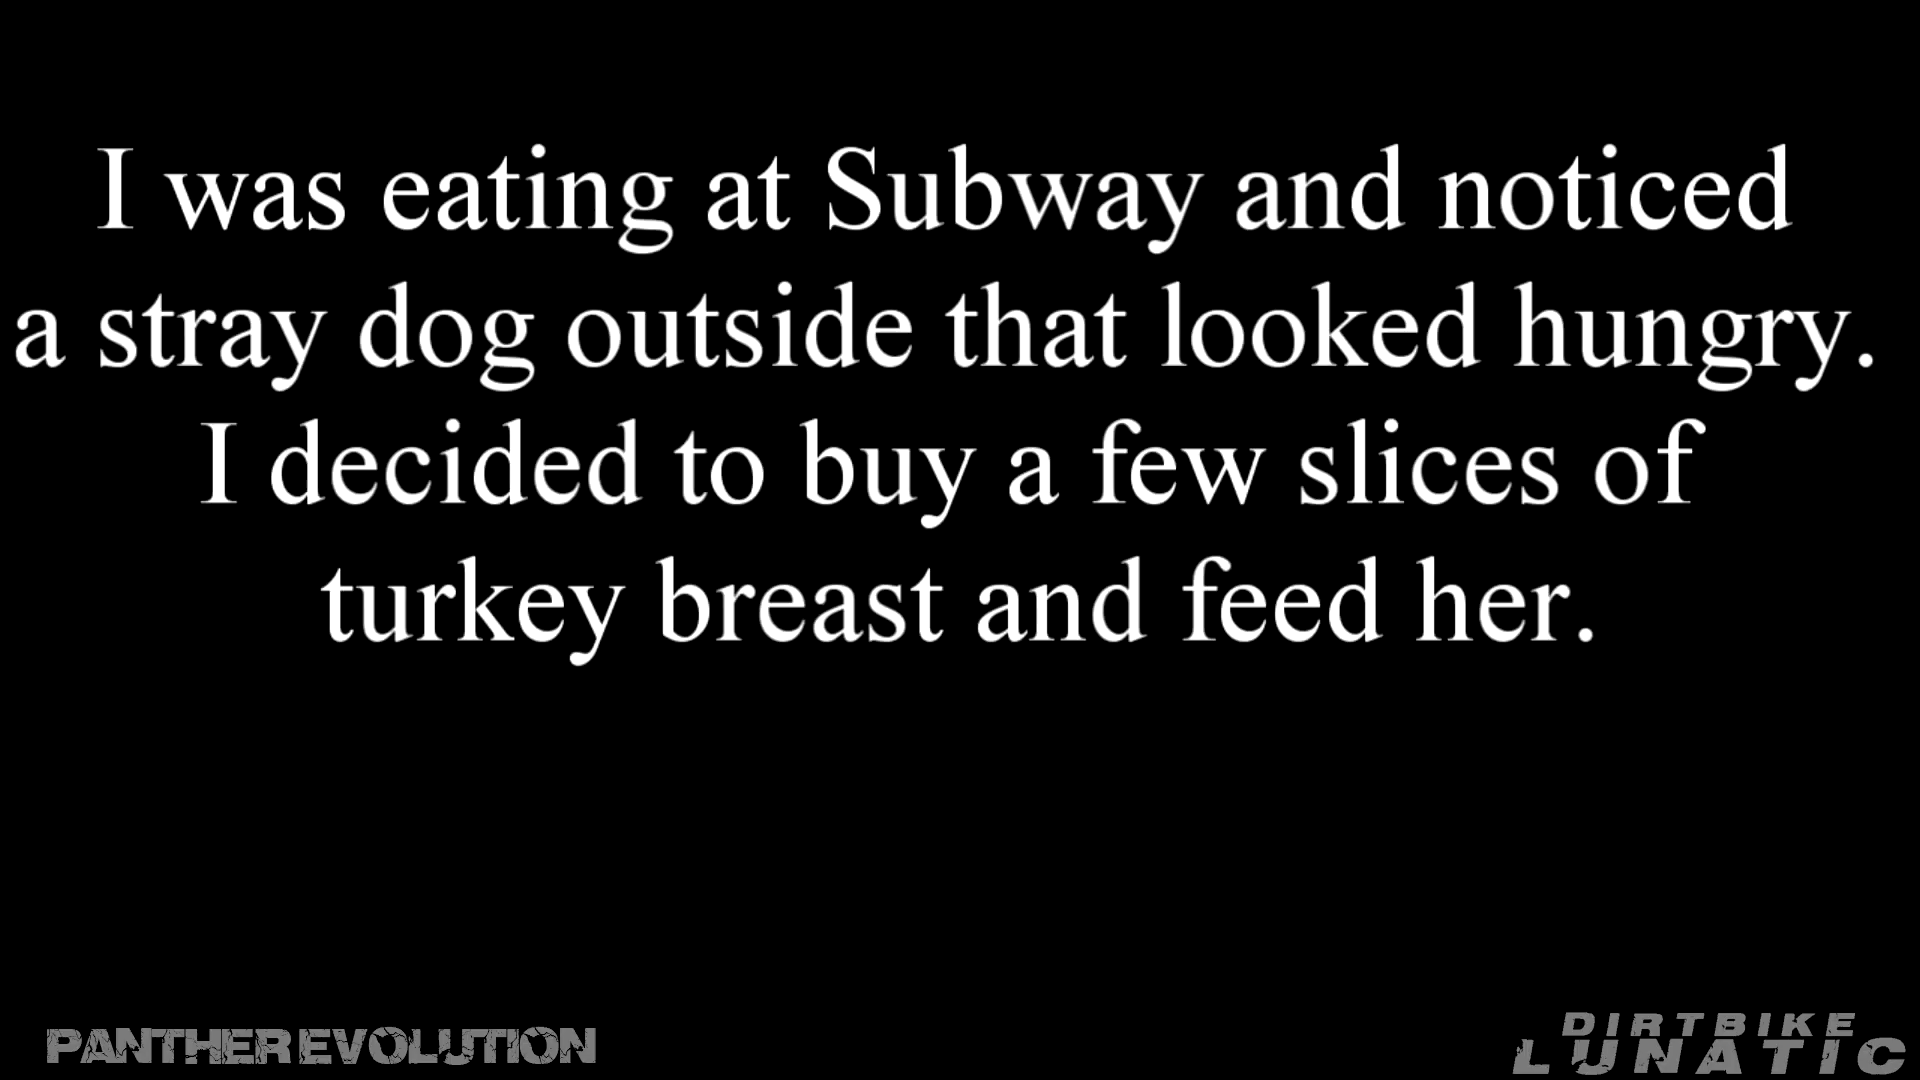 I was eating at Subway and noticed
a stray dog outside that looked hungry.
I decided to buy a few slices of
turkey breast and feed her.
PANTHEREVOLUTION
DIRTBIKE
LUNATIC